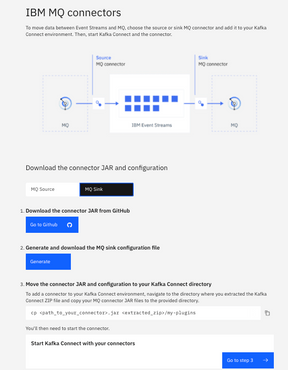 IBM MQ connectors
To move data between Event Streams and MQ, choose the source or sink MQ connector and add it to your Kafka
Connect environment. Then, start Kafka Connect and the connector.
Source
MQ connector
Sink
MQ connector
MQ
IBM Event Streams
MQ
Download the connector JAR and configuration
MQ Source
MQ Sink
1. Download the connector JAR from GitHub
Go to Github
2. Generate and download the MQ sink configuration file
Generate
3. Move the connector JAR and configuration to your Kafka Connect directory
To add a connector to your Kafka Connect environment, navigate to the directory where you extracted the Kafka
Connect ZIP file and copy your MQ connector JAR files to the provided directory.
cp <path_to_your_connector>.jar <extracted_zip>/my-plugins
You'll then need to start the connector.
Start Kafka Connect with your connectors
Go to step 3